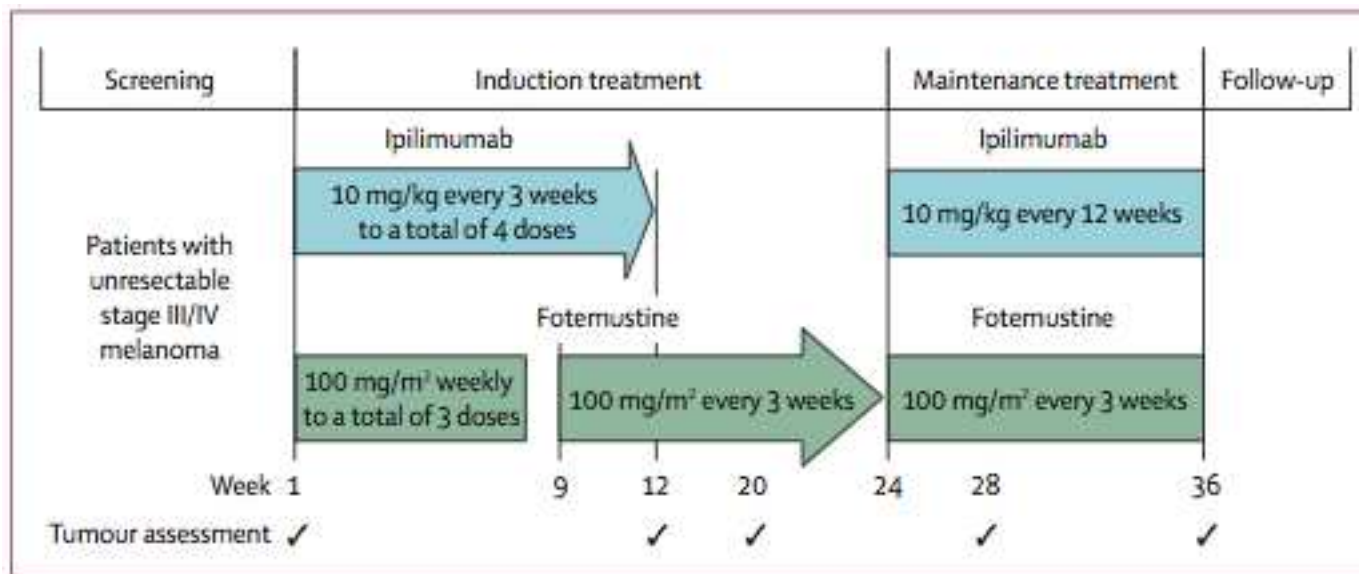 Screening
Induction treatment
Maintenance treatment
Follow-up
Patients with
unresectable
stage III/IV
melanoma
Ipilimumab
10 mg/kg every 3 weeks
to a total of 4 doses
Ipilimumab
10 mg/kg every 12 weeks
Fotemustine
100 mg/m² weekly
to a total of 3 doses
100 mg/m² every 3 weeks
Fotemustine
100 mg/m² every 3 weeks
Week 1 9 12 20 24 28 36
Tumour assessment ✓ ✓ ✓ ✓ ✓